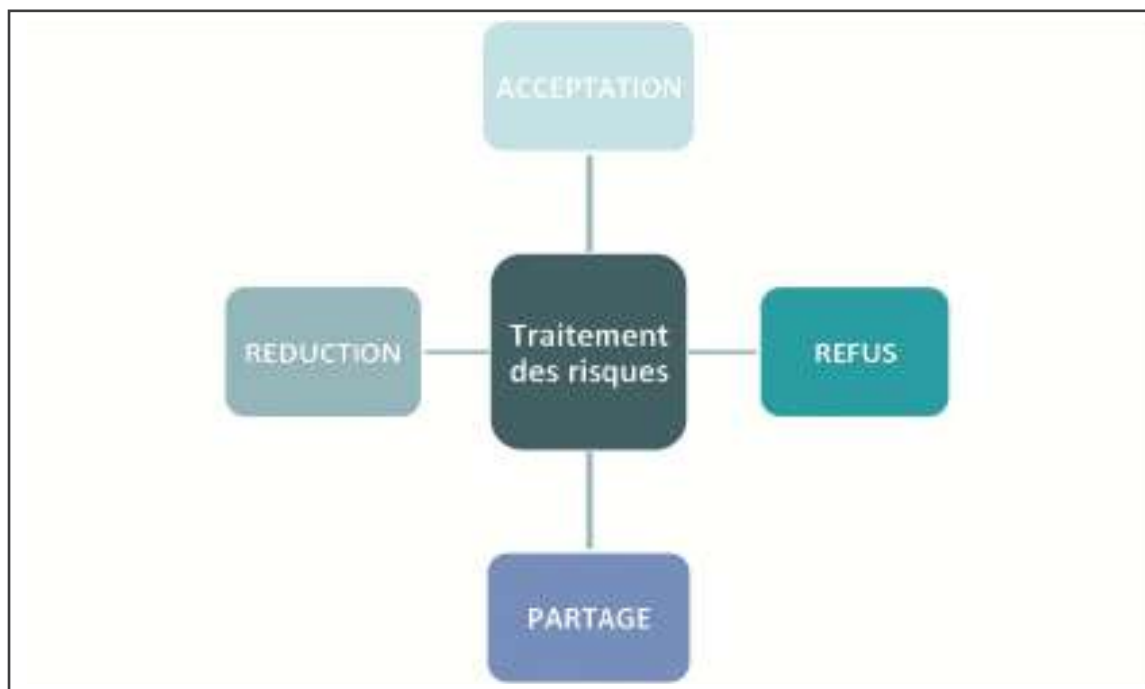 ACCEPTATION
REDUCTION
Traitement
des risques
REFUS
PARTAGE